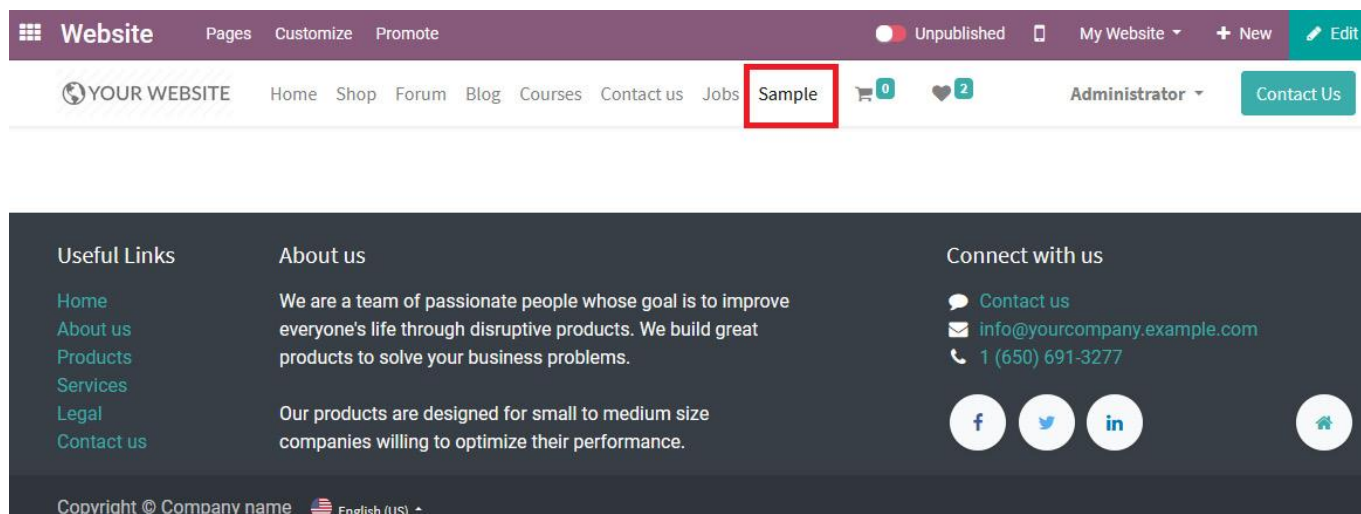 Website Pages Customize Promote Unpublished My Website + New Edit
YOUR WEBSITE Home Shop Forum Blog Courses Contact us Jobs Sample 0 2 Administrator Contact Us
Useful Links
Home
About us
Products
Services
Legal
Contact us
About us
We are a team of passionate people whose goal is to improve
everyone's life through disruptive products. We build great
products to solve your business problems.
Our products are designed for small to medium size
companies willing to optimize their performance.
Connect with us
Contact us
info@yourcompany.example.com
1 (650) 691-3277
f in
Copyright © Company name English (US)